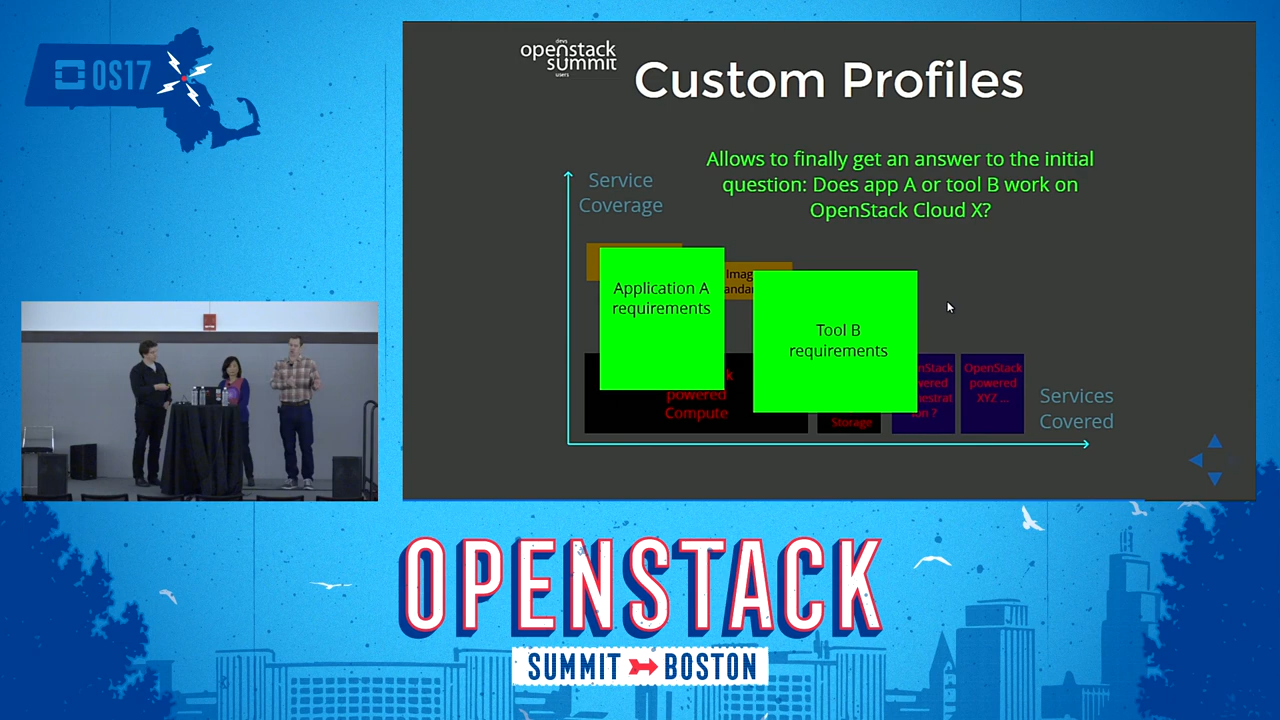 OS17
devs
openstack
summit
users
Custom Profiles
Allows to finally get an answer to the initial
question: Does app A or tool B work on
OpenStack Cloud X?
Service
Coverage
Application A
requirements
Tool B
requirements
powered
Compute
Storage
OpenStack
powered
XYZ ...
Services
Covered
OPENSTACK
SUMMIT BOSTON